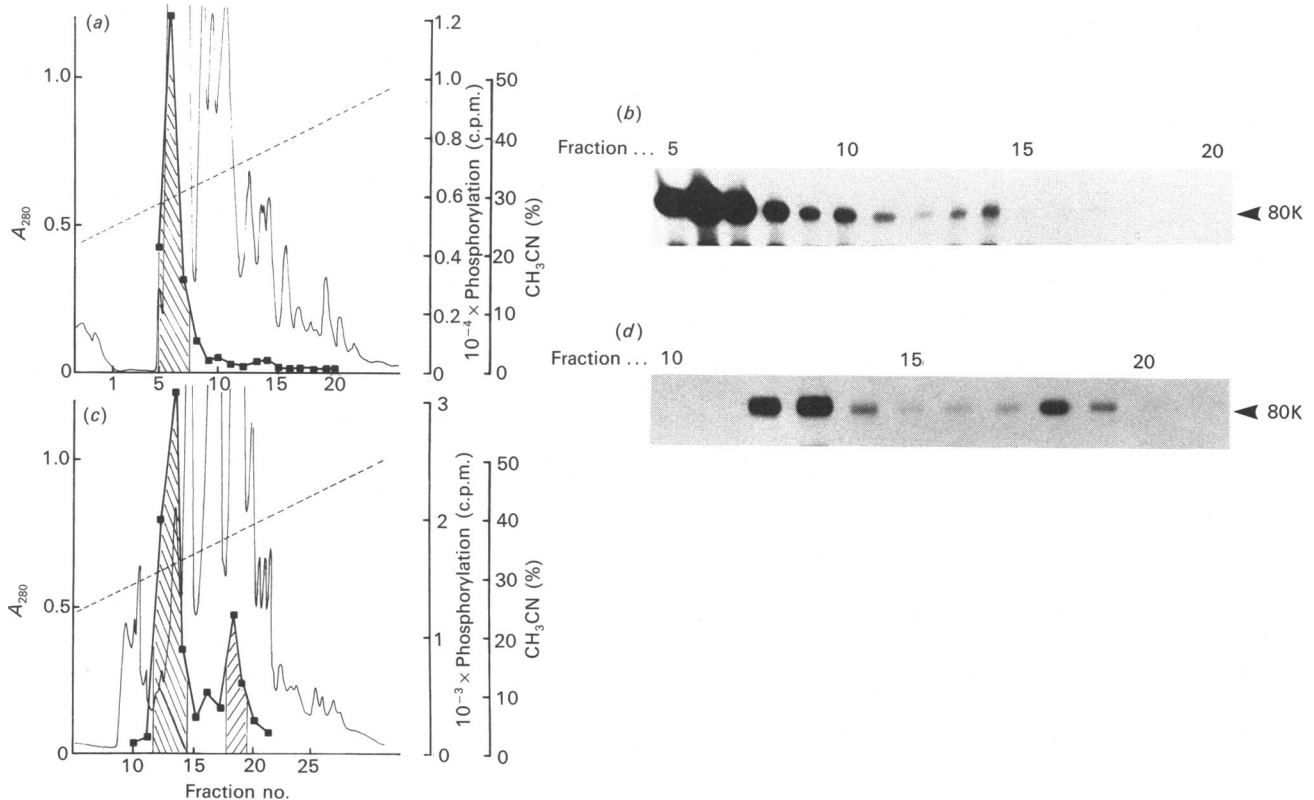 (a)
1.0
0.5
0
A280
1 5 10 15 20
1.2
1.0
0.8
0.6
0.4
0.2
0
10−4 × Phosphorylation (c.p.m.)
50
40
30
20
10
0
CH3CN (%)
(b)
Fraction ... 5 10 15 20
80K
(c)
1.0
0.5
0
A280
10 15 20 25
Fraction no.
3
2
1
0
10−3 × Phosphorylation (c.p.m.)
50
40
30
20
10
0
CH3CN (%)
(d)
Fraction ... 10 15 20
80K